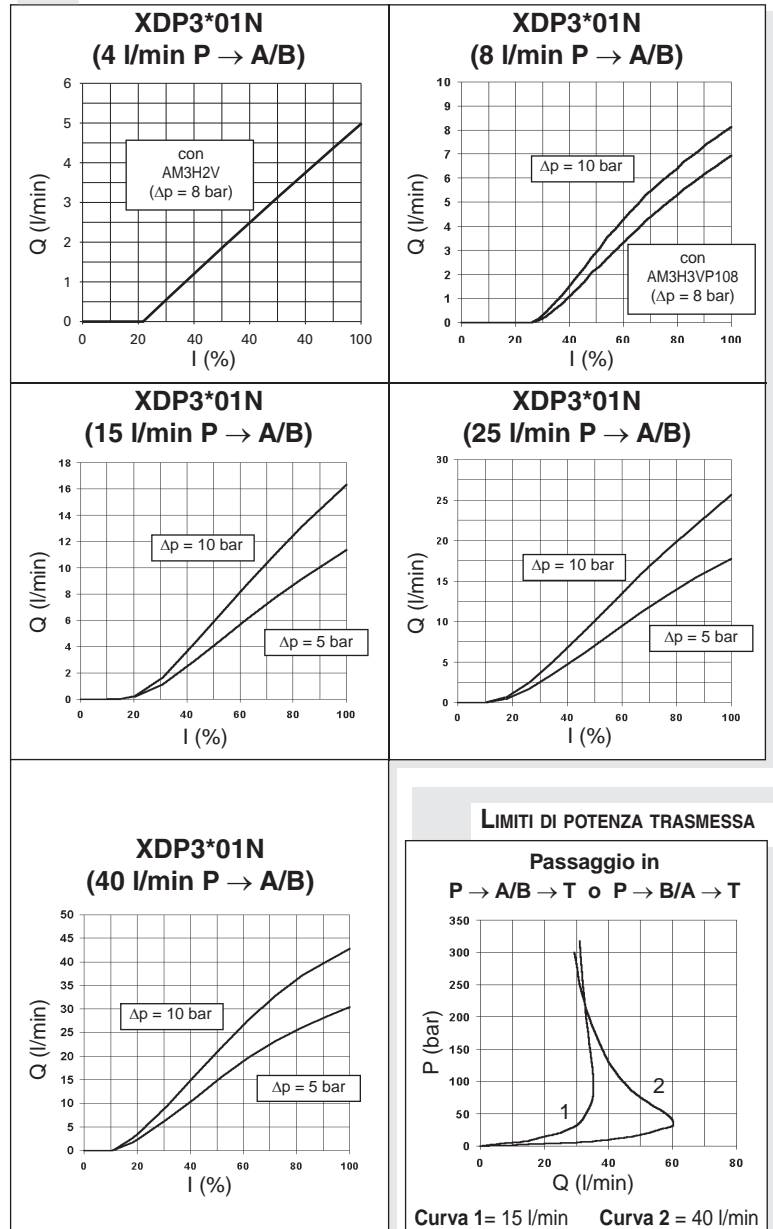 XDP3*01N
(4 l/min P → A/B)
6
5
4
3
2
1
0
Q (l/min)
con
AM3H2V
(Δp = 8 bar)
0 20 40 40 40 100
I (%)
XDP3*01N
(8 l/min P → A/B)
10
9
8
7
6
5
4
3
2
1
0
Q (l/min)
Δp = 10 bar
con
AM3H3VP108
(Δp = 8 bar)
0 20 40 60 80 100
I (%)
XDP3*01N
(15 l/min P → A/B)
18
16
14
12
10
8
6
4
2
0
Q (l/min)
Δp = 10 bar
Δp = 5 bar
0 20 40 60 80 100
I (%)
XDP3*01N
(25 l/min P → A/B)
30
25
20
15
10
5
0
Q (l/min)
Δp = 10 bar
Δp = 5 bar
0 20 40 60 80 100
I (%)
XDP3*01N
(40 l/min P → A/B)
50
45
40
35
30
25
20
15
10
5
0
Q (l/min)
Δp = 10 bar
Δp = 5 bar
0 20 40 60 80 100
I (%)
LIMITI DI POTENZA TRASMESSA
Passaggio in
P → A/B → T o P → B/A → T
350
300
250
200
150
100
50
0
P (bar)
1
2
0 20 40 60 80
Q (l/min)
Curva 1= 15 l/min Curva 2 = 40 l/min